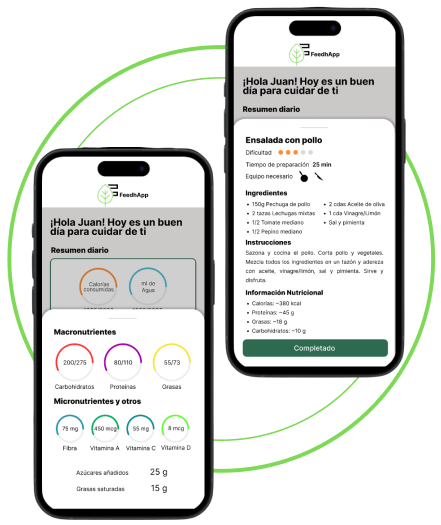 FeedhApp
¡Hola Juan! Hoy es un buen
día para cuidar de ti
Resumen diario
Ensalada con pollo
Dificultad
Tiempo de preparación 25 min
Equipo necesario
Ingredientes
• 150g Pechuga de pollo
• 2 tazas Lechugas mixtas
• 1/2 Tomate mediano
• 1/2 Pepino mediano
• 2 cdas Aceite de oliva
• 1 cda Vinagre/Limón
• Sal y pimienta
Instrucciones
Sazona y cocina el pollo. Corta pollo y vegetales.
Mezcla todos los ingredientes en un tazón y adereza
con aceite, vinagre/limón, sal y pimienta. Sirve y
disfruta.
Información Nutricional
• Calorías: ~380 kcal
• Proteínas: ~45 g
• Grasas: ~18 g
• Carbohidratos: ~10 g
Completado
FeedhApp
¡Hola Juan! Hoy es un buen
día para cuidar de ti
Resumen diario
Calorías
consumidas
ml de
Agua
Macronutrientes
200/275
80/110
55/73
Carbohidratos
Proteínas
Grasas
Micronutrientes y otros
75 mg
450 mcg
55 mg
8 mcg
Fibra
Vitamina A
Vitamina C
Vitamina D
Azúcares añadidos 25 g
Grasas saturadas 15 g